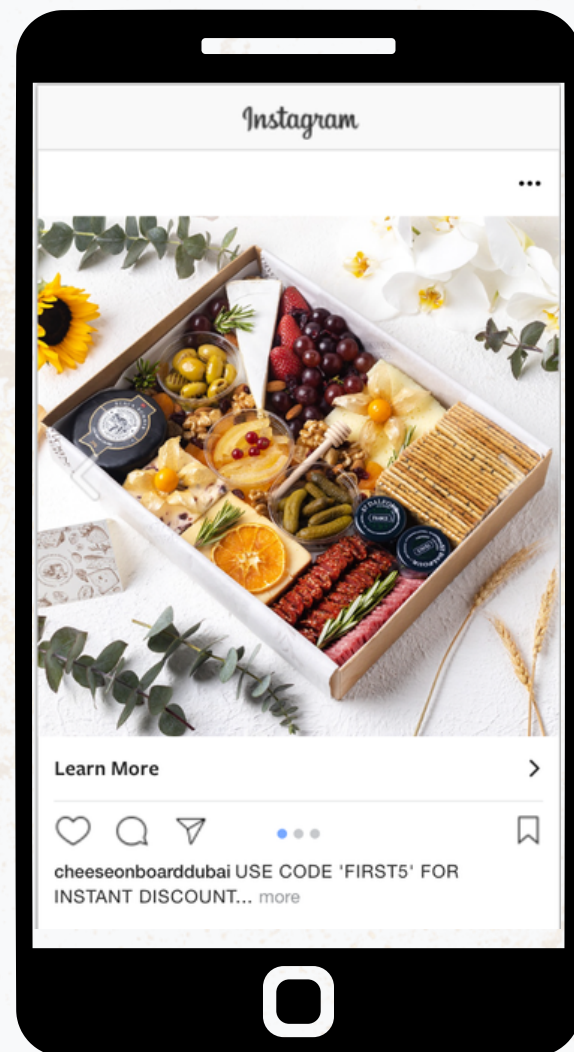 Instagram
Learn More
cheeseonboarddubai USE CODE 'FIRST5' FOR
INSTANT DISCOUNT... more